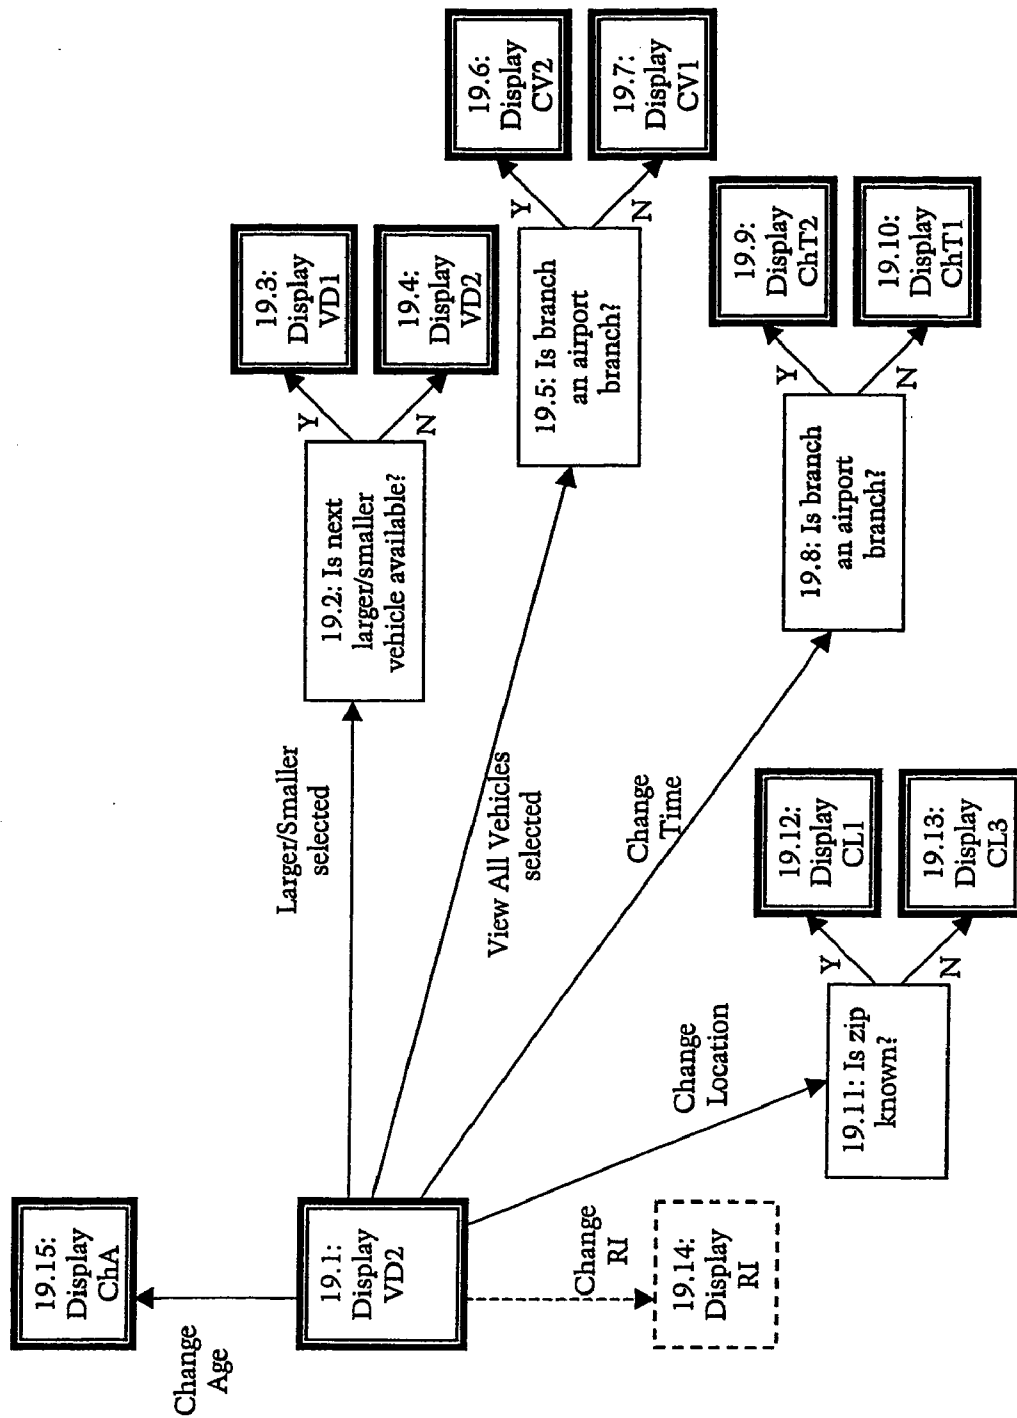 19.15:
Display
ChA
Change
Age
19.1:
Display
VD2
Change
RI
19.14:
Display
RI
Larger/Smaller
selected
19.2: Is next
larger/smaller
vehicle available?
Y
N
19.3:
Display
VD1
19.4:
Display
VD2
View All Vehicles
selected
19.5: Is branch
an airport
branch?
Y
N
19.6:
Display
CV2
19.7:
Display
CV1
Change
Time
19.8: Is branch
an airport
branch?
Y
N
19.9:
Display
ChT2
19.10:
Display
ChT1
Change
Location
19.11: Is zip
known?
Y
N
19.12:
Display
CL1
19.13:
Display
CL3